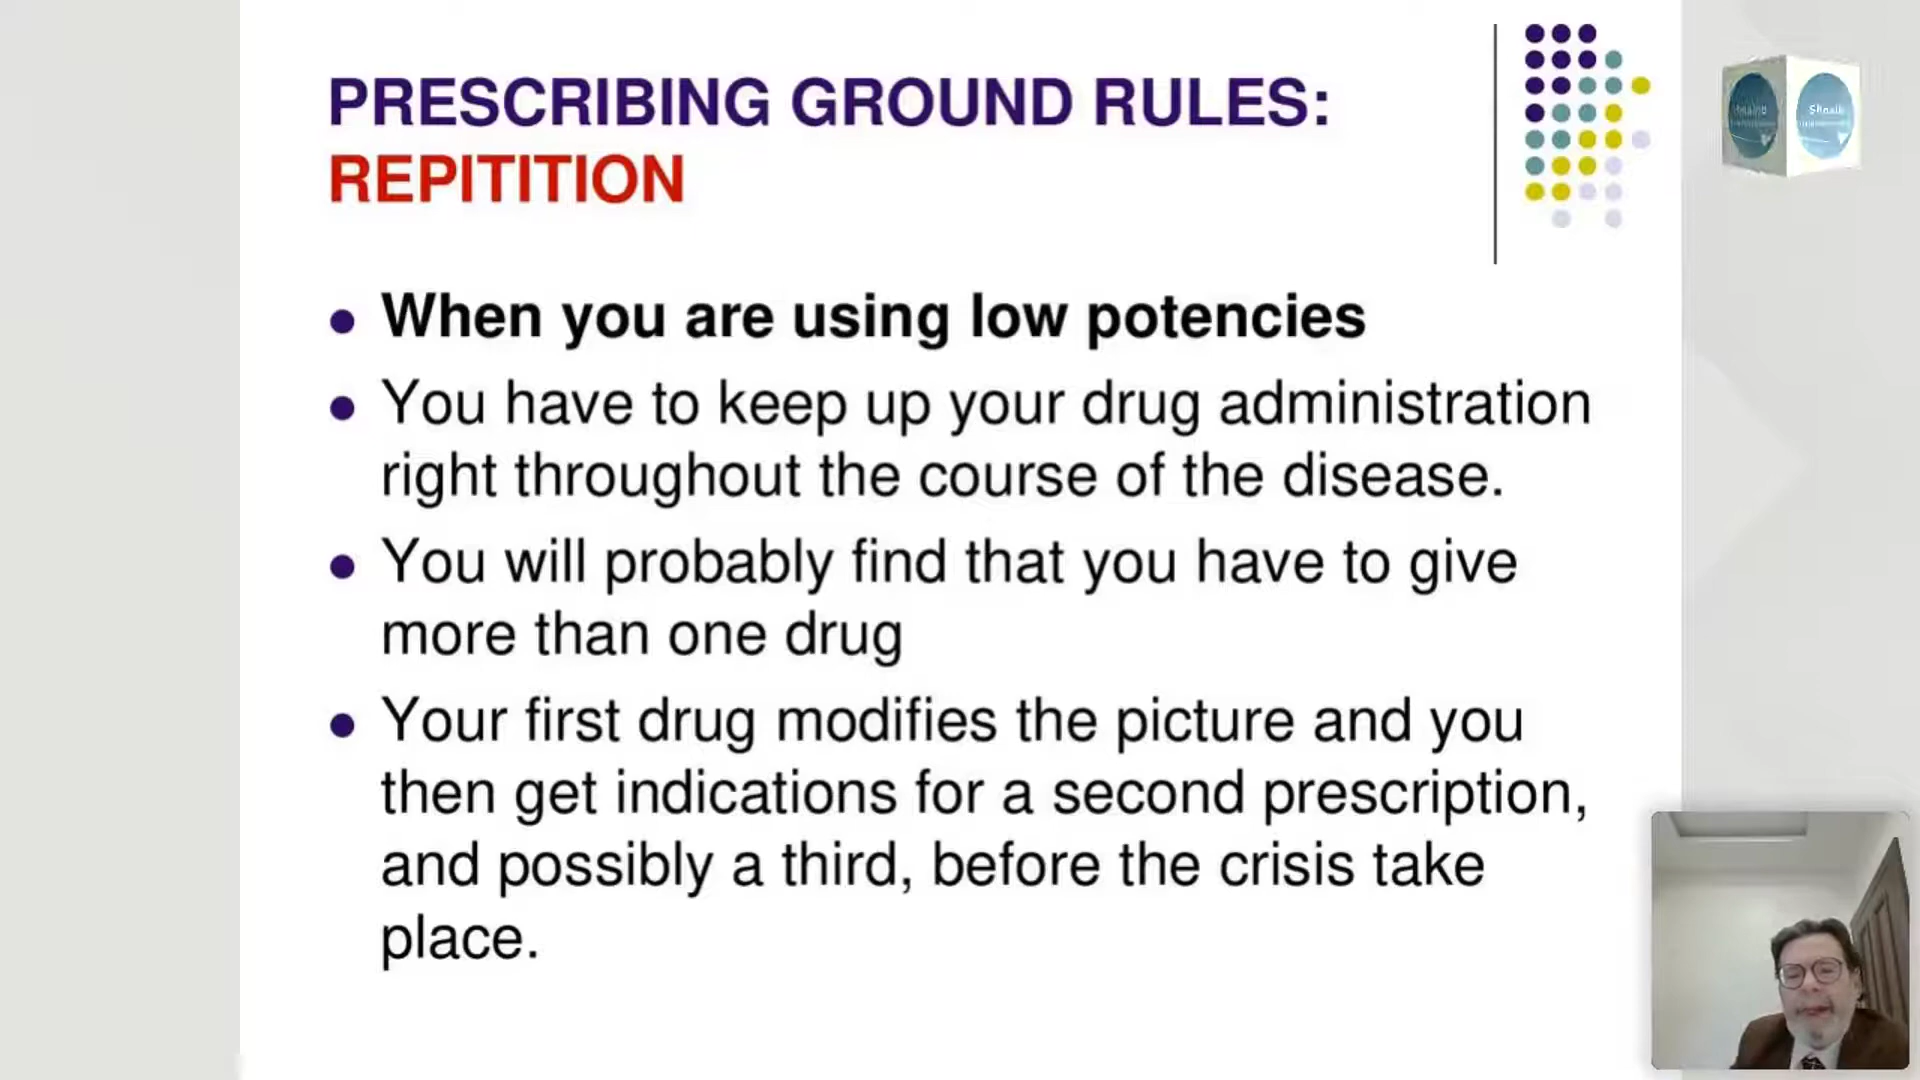 PRESCRIBING GROUND RULES:
REPITITION
When you are using low potencies
You have to keep up your drug administration
right throughout the course of the disease.
You will probably find that you have to give
more than one drug
Your first drug modifies the picture and you
then get indications for a second prescription,
and possibly a third, before the crisis take
place.